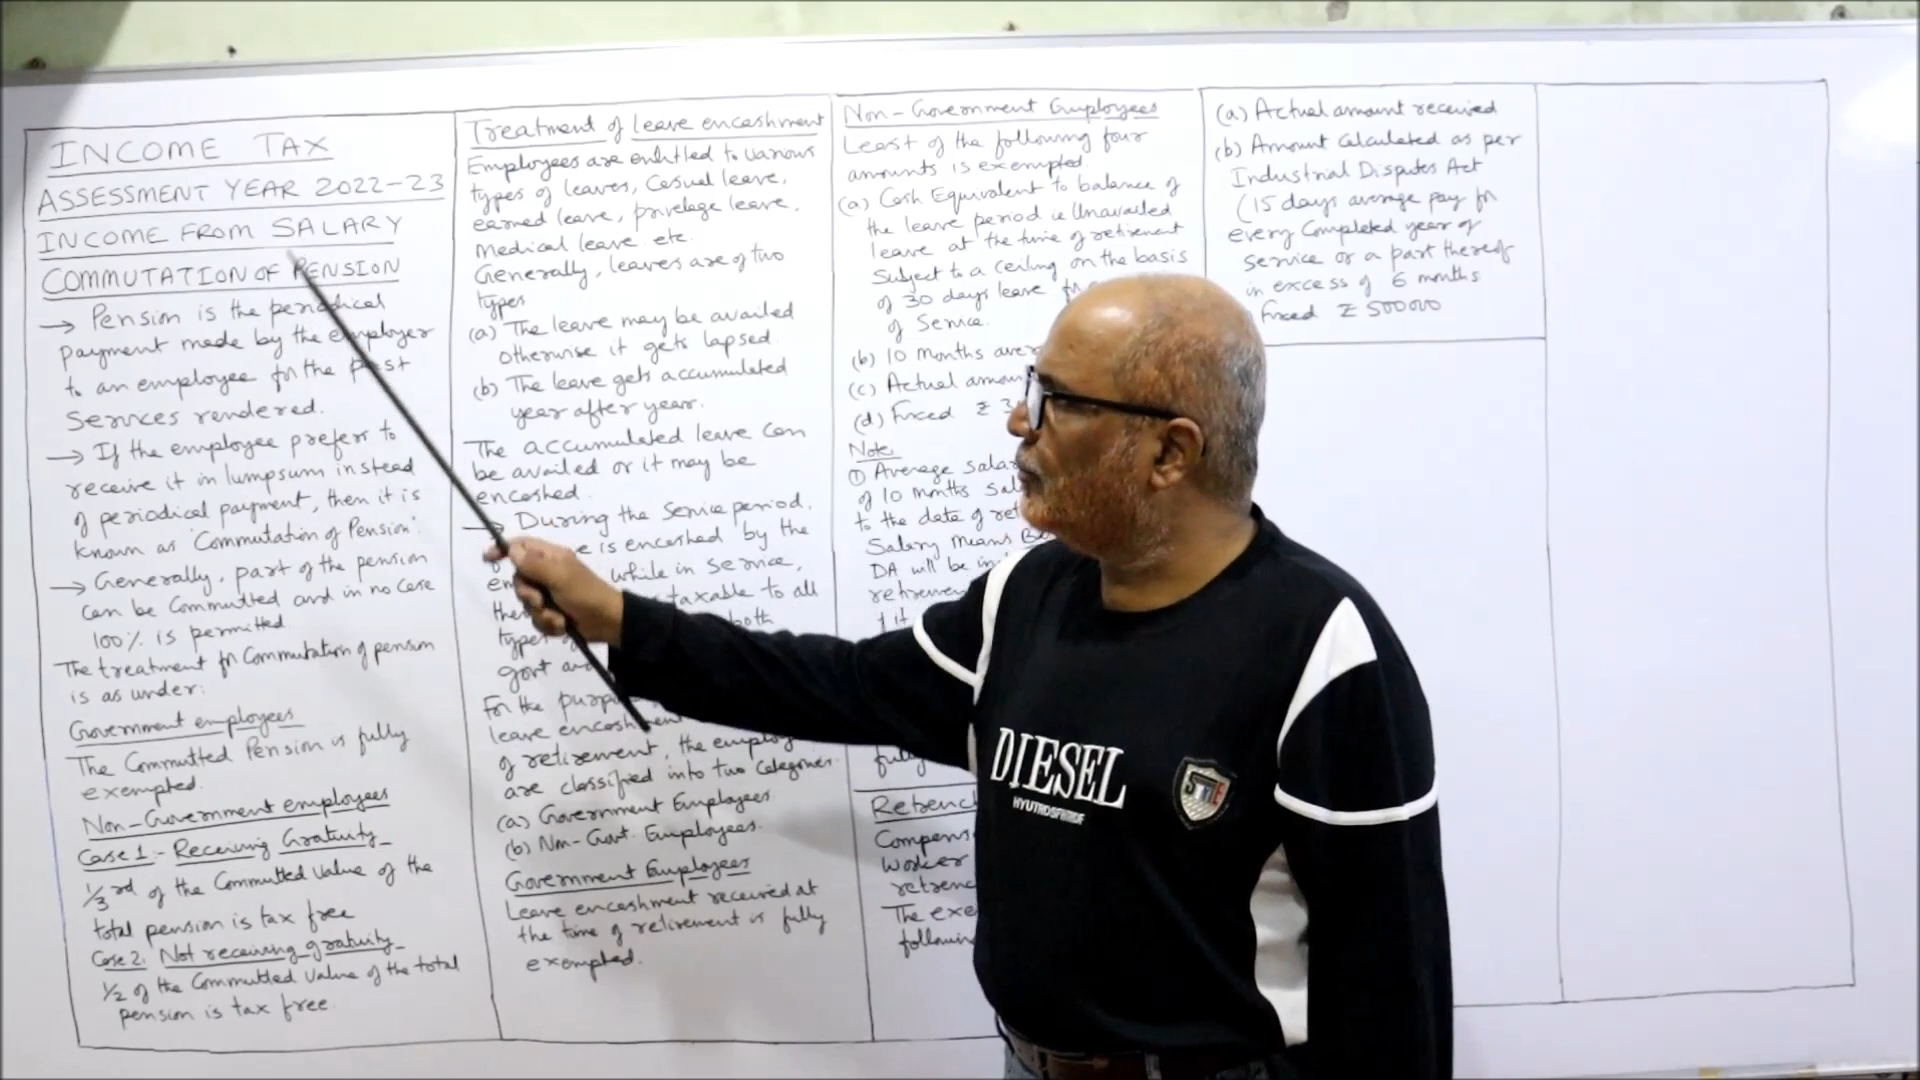 INCOME TAX
ASSESSMENT YEAR 2022-23
INCOME FROM SALARY
COMMUTATION OF PENSION
→ Pension is the periodical
payment made by the employer
to an employee for the past
Services rendered.
→ If the employee prefer to
receive it in lumpsum instead
of periodical payment, then it is
known as 'Commutation of Pension'.
→ Generally, part of the pension
can be Committed and in no case
100% is permitted
The treatment for Commutation of pension
is as under:
Government employees
The Committed Pension is fully
exempted.
Non-Government employees
Case 1:- Receiving Gratuity
1/3rd of the Committed Value of the
total pension is tax free
Case 2. Not receiving gratuity
1/2 of the Committed Value of the total
pension is tax free.
Treatment of leave encashment
Employees are entitled to various
types of leaves, Casual leave,
earned leave, privelage leave,
Medical leave etc.
Generally, leaves are of two
types
(a) The leave may be availed
otherwise it gets lapsed.
(b) The leave gets accumulated
year after year.
The accumulated leave can
be availed or it may be
encashed.
→ During the Service period,
is encashed by the
while in service,
taxable to all
types both
govt
For the
leave
of retirement, the
are classified into two Categories.
(a) Government Employees
(b) Non-Govt. Employees.
Government Employees
Leave encashment received at
the time of retirement is fully
exempted.
Non-Government Employees
Least of the following four
amounts is exempted.
(a) Cash Equivalent to balance of
the leave period ie Unavailed
leave at the time of retirement
Subject to a ceiling on the basis
of 30 days leave
of Service.
(b) 10 months
(c) Actual
(d) Fixed ₹ 3
Note
① Average
of 10 months
to the date of
Salary means
DA will be
(a) Actual amount received
(b) Amount Calculated as per
Industrial Disputes Act
(15 days average pay for
every Completed year of
Service or a part thereof
in excess of 6 months
Fixed ₹ 500000
The
DIESEL